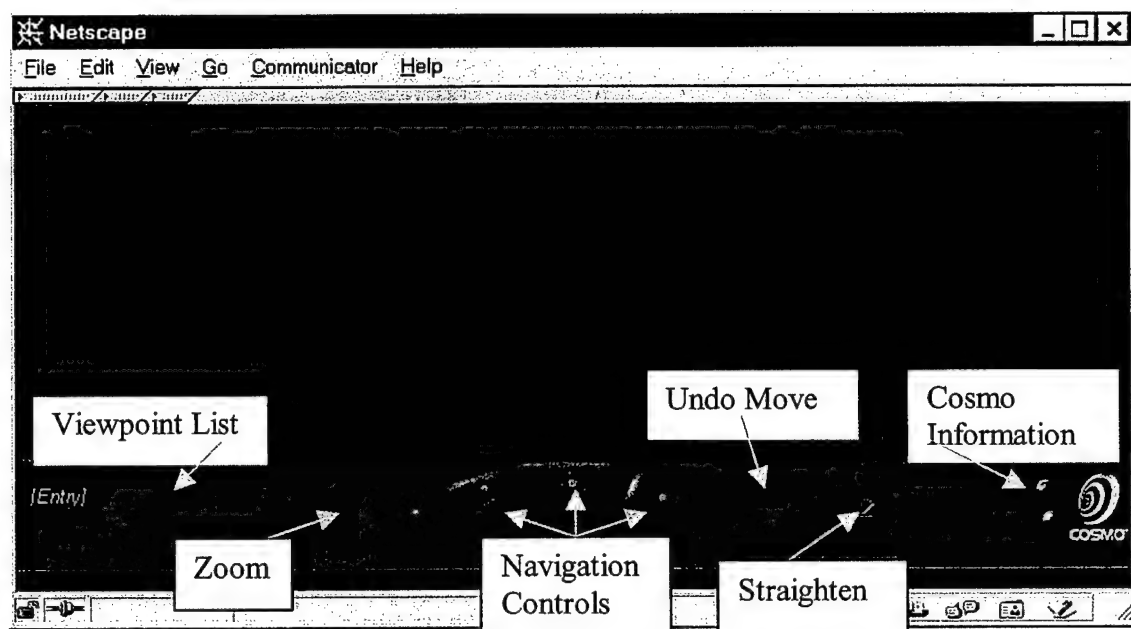 Netscape
File Edit View Go Communicator Help
Undo Move
Cosmo
Information
Viewpoint List
[Entry]
COSMO
Zoom
Navigation
Controls
Straighten